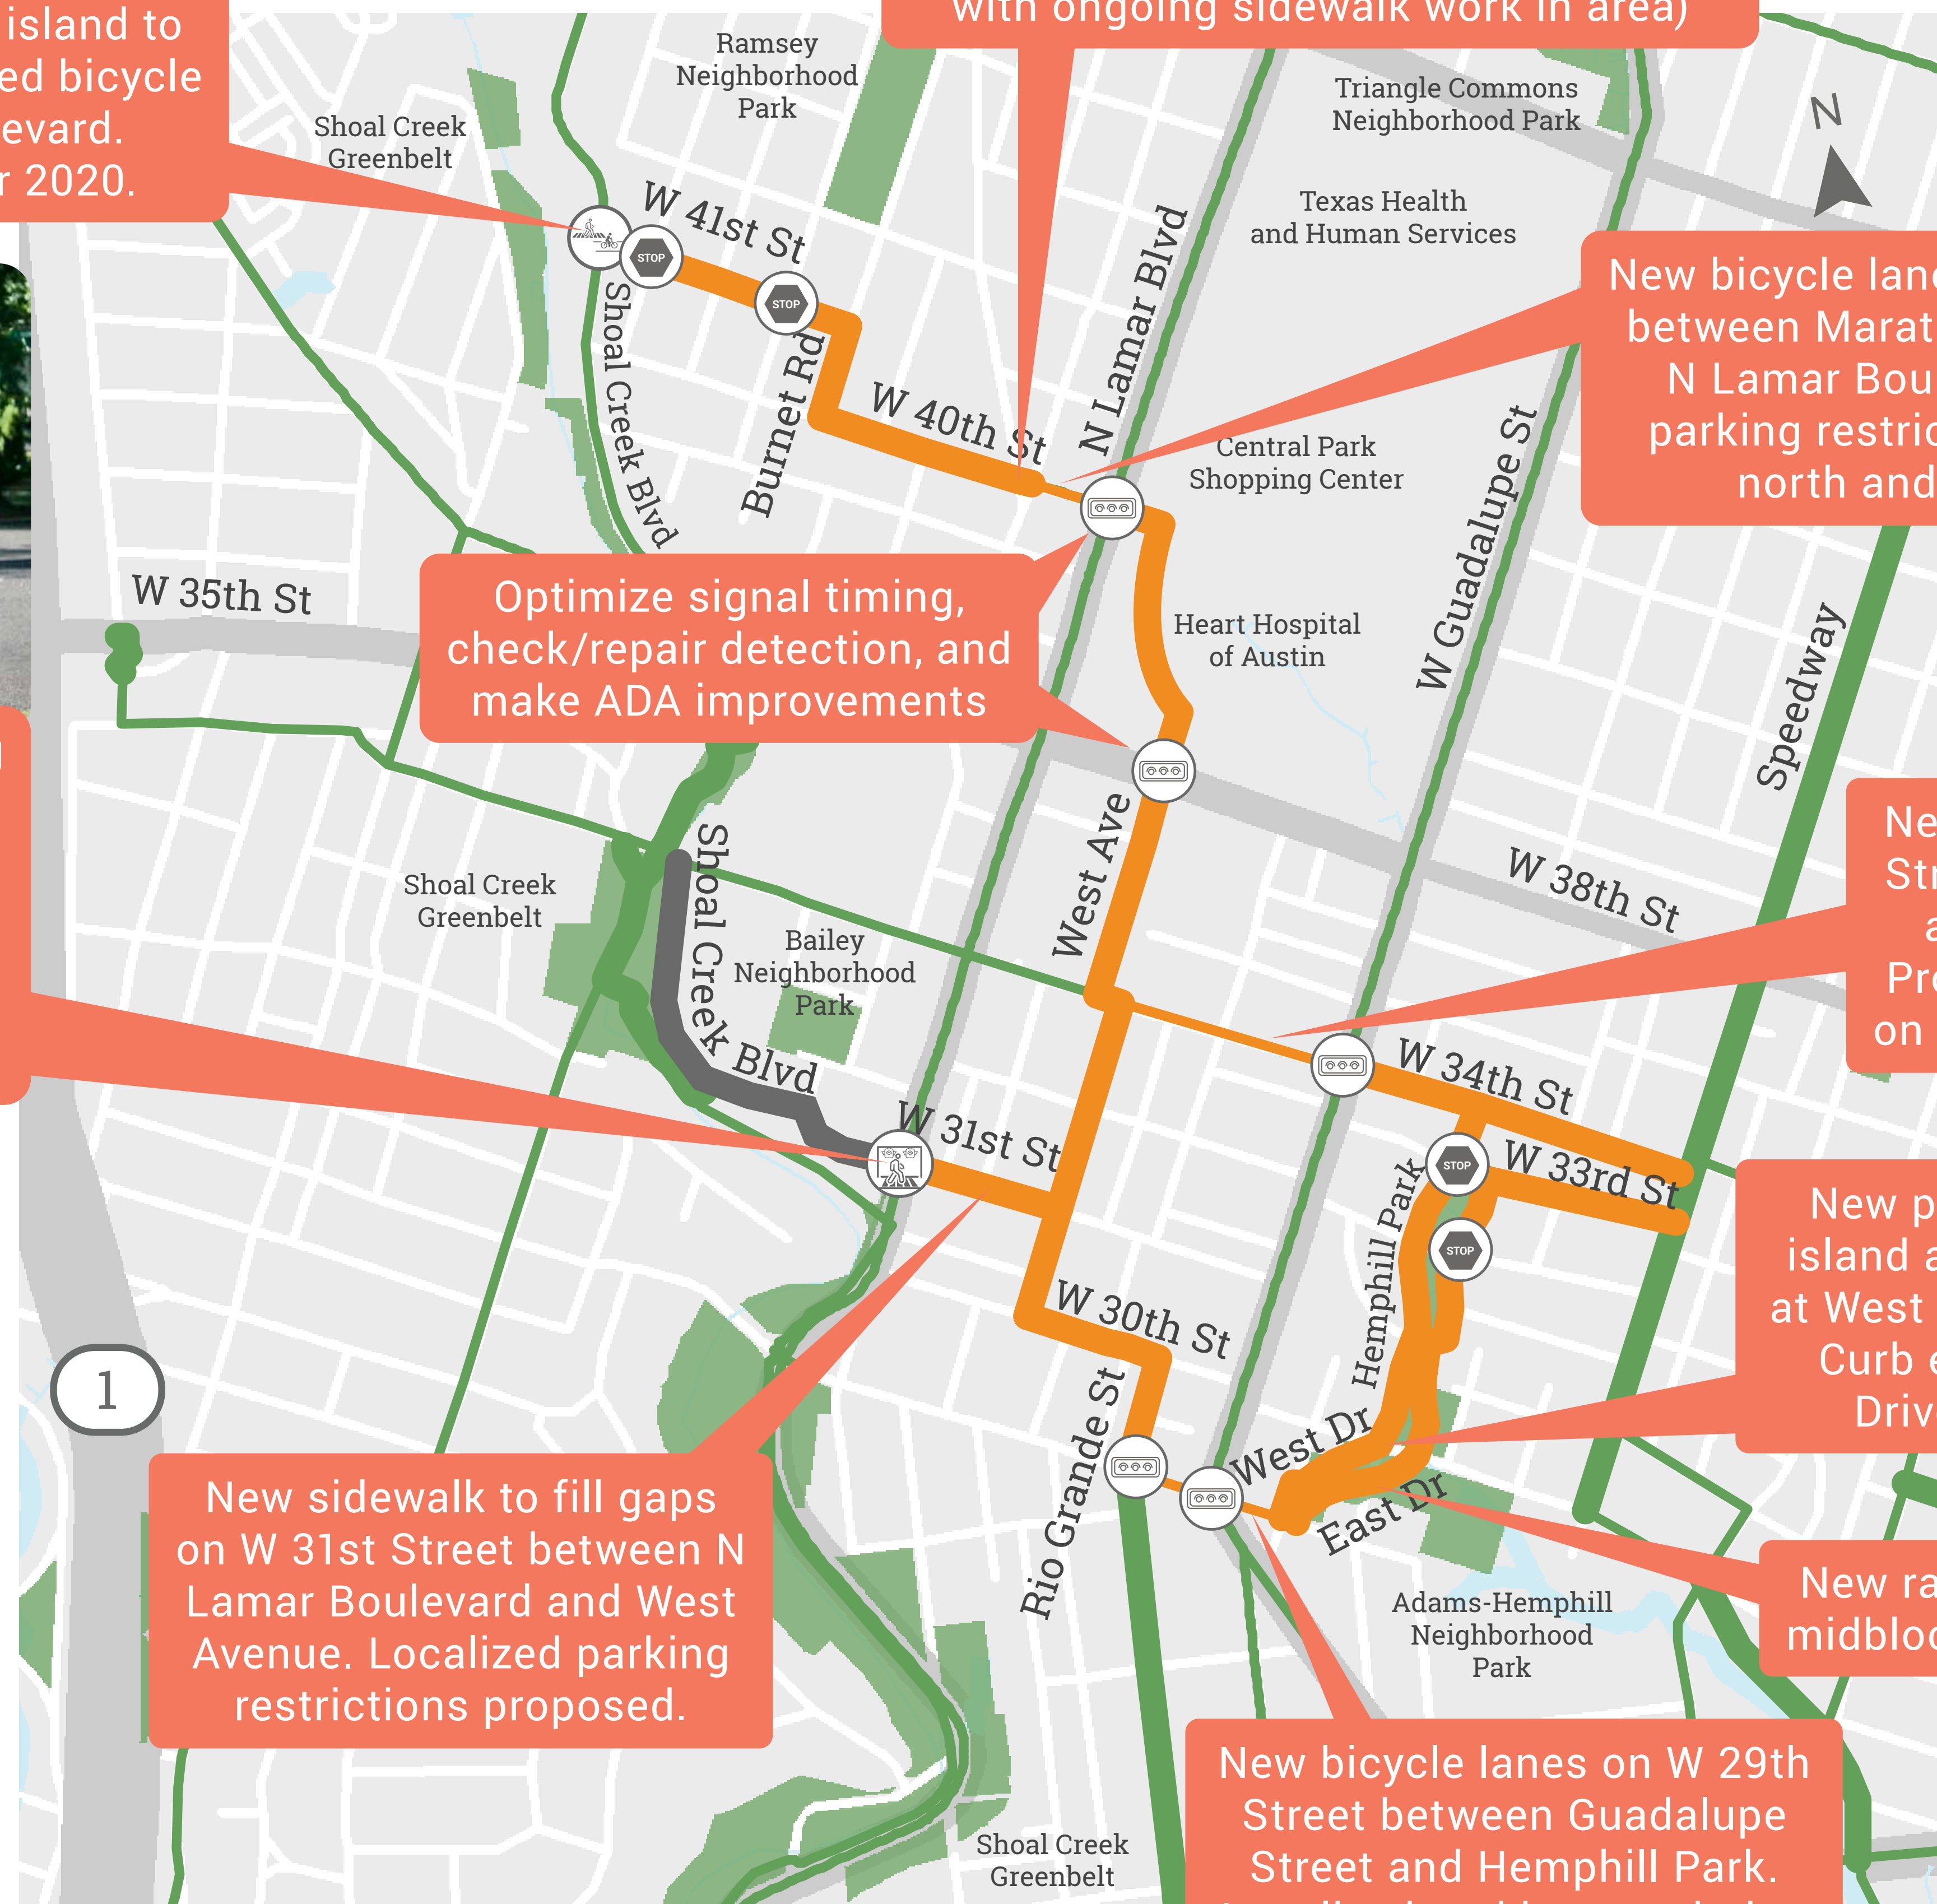 island to
ed bicycle
evard.
r 2020.
with ongoing sidewalk work in area)
Ramsey
Neighborhood
Park
Shoal Creek
Greenbelt
Triangle Commons
Neighborhood Park
N
Texas Health
and Human Services
W 41st St
STOP
STOP
N Lamar Blvd
New bicycle lane
between Marat
N Lamar Bou
parking restric
north and
Shoal Creek Blvd
Burnet Rd
W 40th St
Central Park
Shopping Center
W Guadalupe St
W 35th St
Optimize signal timing,
check/repair detection, and
make ADA improvements
Heart Hospital
of Austin
Speedway
West Ave
W 38th St
Ne
Str
a
Pre
on
Shoal Creek
Greenbelt
Shoal Creek Blvd
Bailey
Neighborhood
Park
W 34th St
W 31st St
STOP
W 33rd St
STOP
Hemphill Park
New p
island a
at West
Curb e
Driv
W 30th St
1
Rio Grande St
West Dr
East Dr
New sidewalk to fill gaps
on W 31st Street between N
Lamar Boulevard and West
Avenue. Localized parking
restrictions proposed.
Adams-Hemphill
Neighborhood
Park
New ra
midbloc
New bicycle lanes on W 29th
Street between Guadalupe
Street and Hemphill Park.
Shoal Creek
Greenbelt